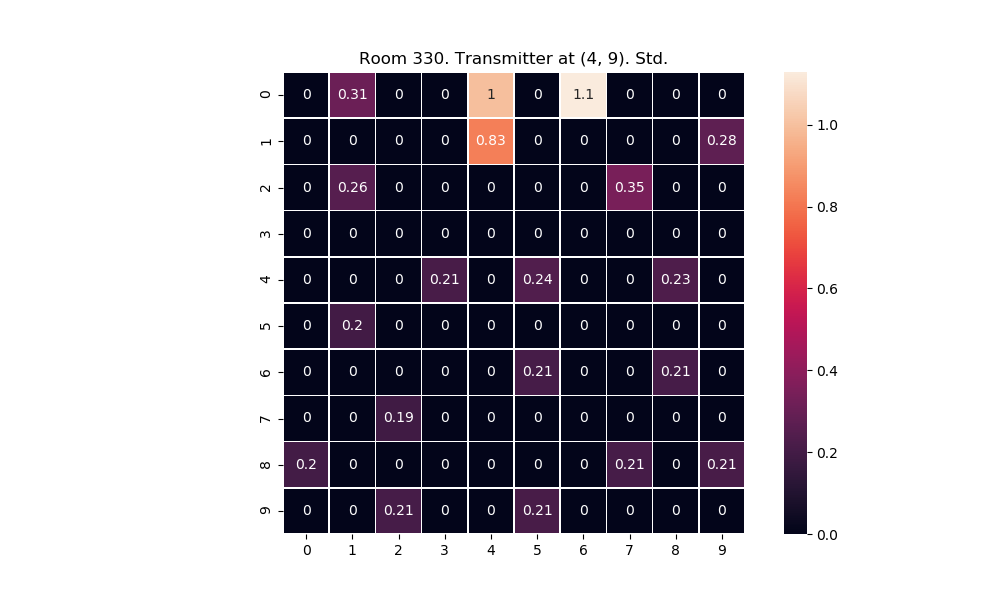 Room 330. Transmitter at (4, 9). Std.
0 0 0.31 0 0 1 0 1.1 0 0 0
1 0 0 0 0 0.83 0 0 0 0 0.28
2 0 0.26 0 0 0 0 0 0.35 0 0
3 0 0 0 0 0 0 0 0 0 0
4 0 0 0 0.21 0 0.24 0 0 0.23 0
5 0 0.2 0 0 0 0 0 0 0 0
6 0 0 0 0 0 0.21 0 0 0.21 0
7 0 0 0.19 0 0 0 0 0 0 0
8 0.2 0 0 0 0 0 0 0.21 0 0.21
9 0 0 0.21 0 0 0.21 0 0 0 0
0 1 2 3 4 5 6 7 8 9
1.0
0.8
0.6
0.4
0.2
0.0